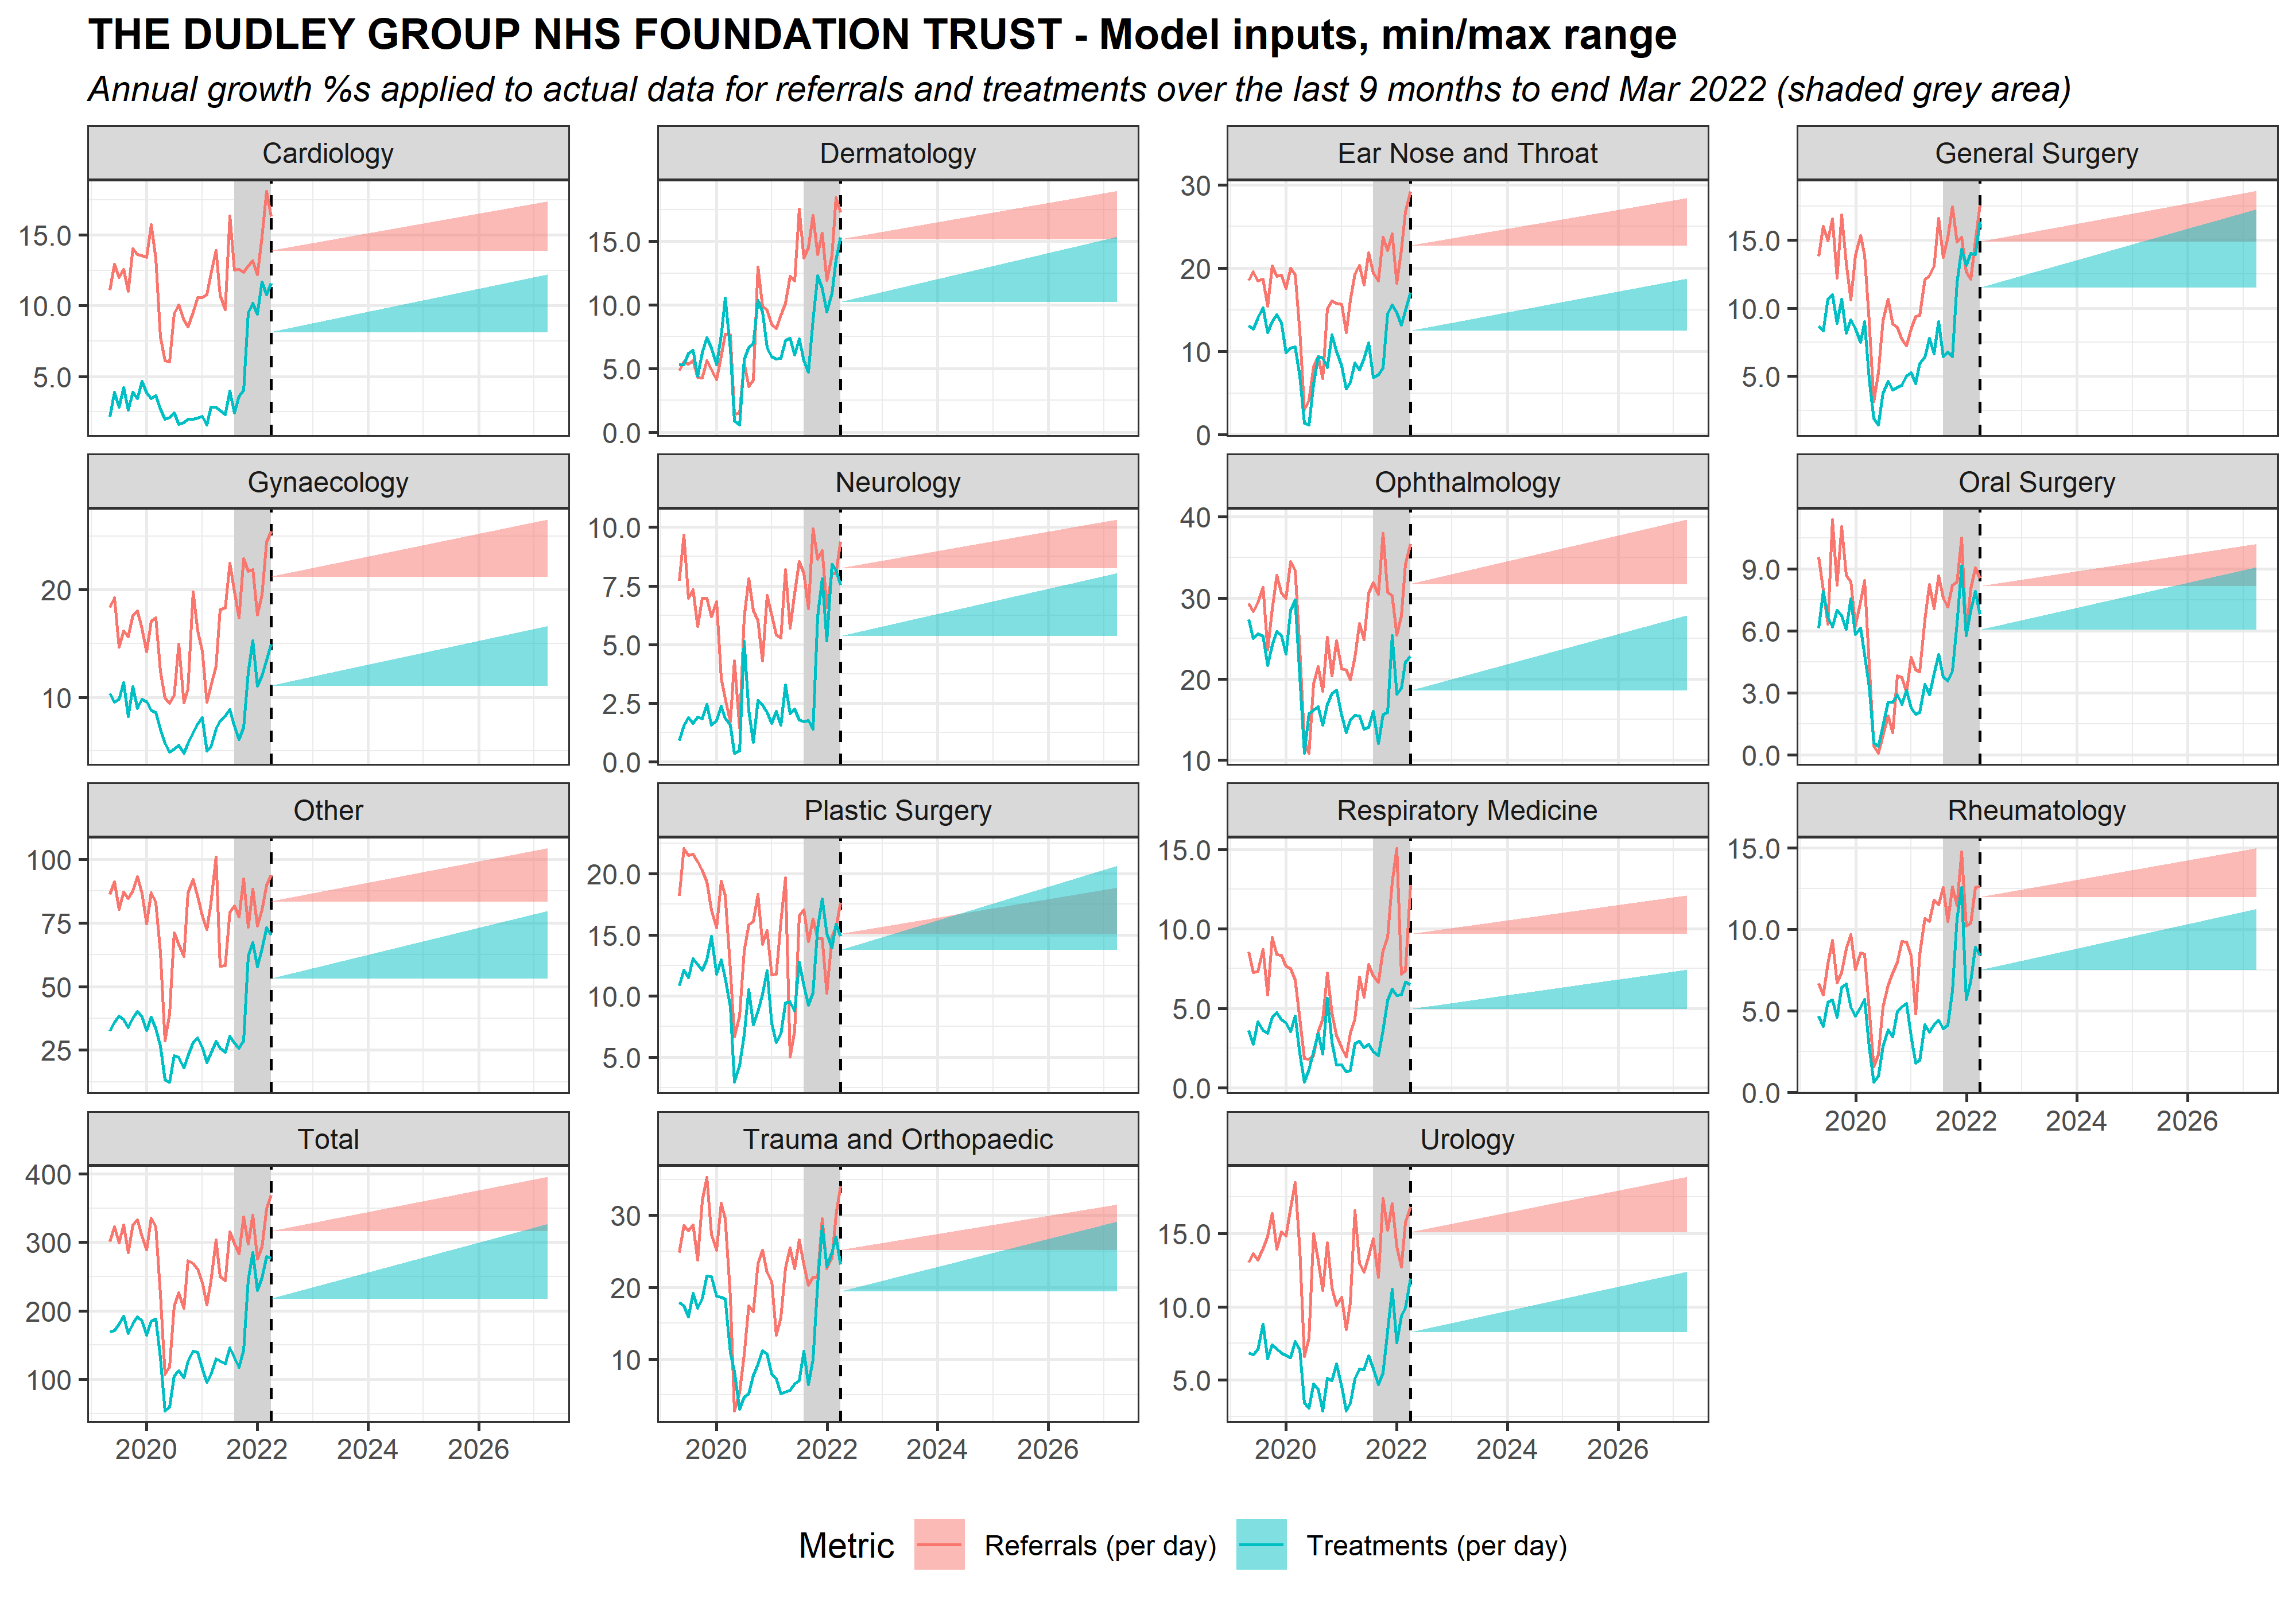 THE DUDLEY GROUP NHS FOUNDATION TRUST - Model inputs, min/max range
Annual growth %s applied to actual data for referrals and treatments over the last 9 months to end Mar 2022 (shaded grey area)
Cardiology
15.0
10.0
5.0
Dermatology
15.0
10.0
5.0
0.0
Ear Nose and Throat
30
20
10
0
General Surgery
15.0
10.0
5.0
Gynaecology
20
10
Neurology
10.0
7.5
5.0
2.5
0.0
Ophthalmology
40
30
20
10
Oral Surgery
9.0
6.0
3.0
0.0
Other
100
75
50
25
Plastic Surgery
20.0
15.0
10.0
5.0
Respiratory Medicine
15.0
10.0
5.0
0.0
Rheumatology
15.0
10.0
5.0
0.0
2020 2022 2024 2026
Total
400
300
200
100
2020 2022 2024 2026
Trauma and Orthopaedic
30
20
10
2020 2022 2024 2026
Urology
15.0
10.0
5.0
2020 2022 2024 2026
Metric Referrals (per day) Treatments (per day)